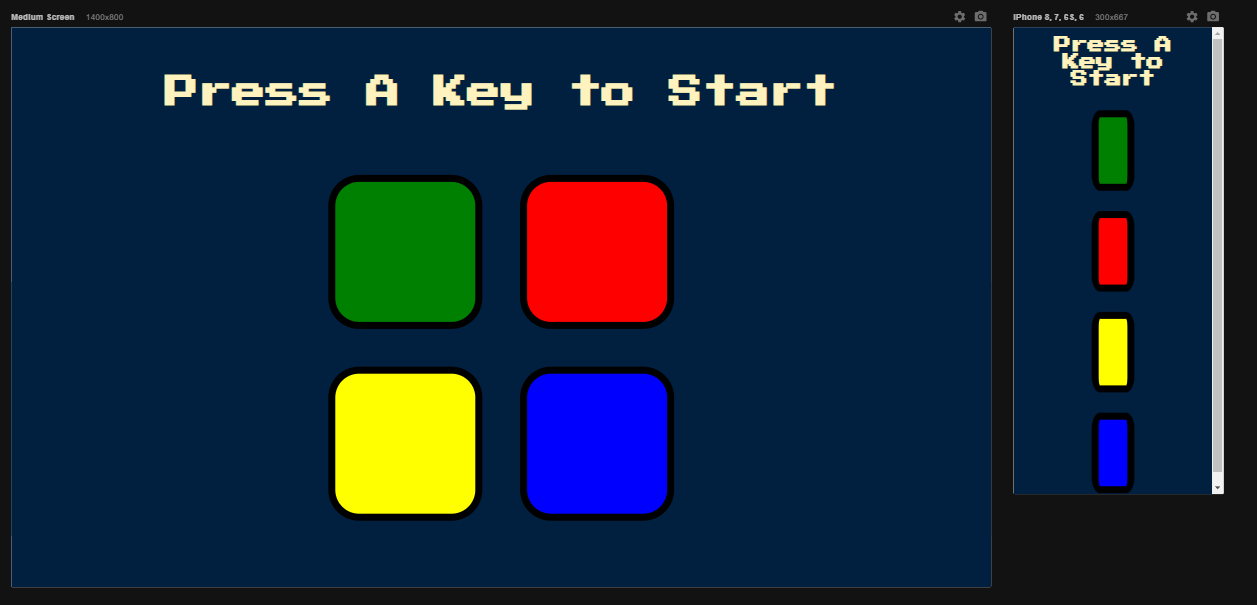 Medium Screen 1400x800
iPhone 8, 7, 6S, 6 300x667
Press A Key to Start
Press A
Key to
Start